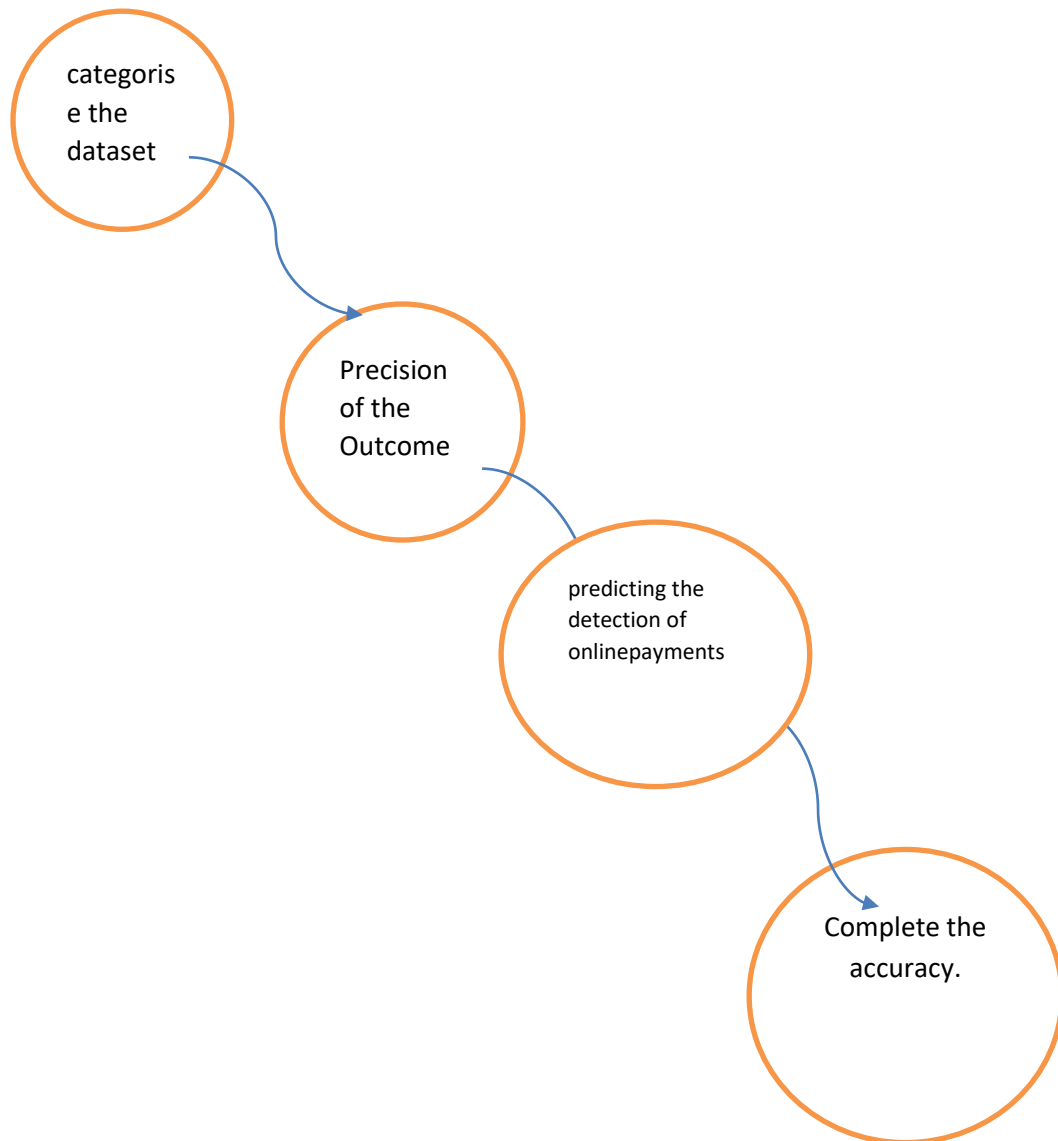 categoris
e the
dataset
Precision
of the
Outcome
predicting the
detection of
onlinepayments
Complete the
accuracy.